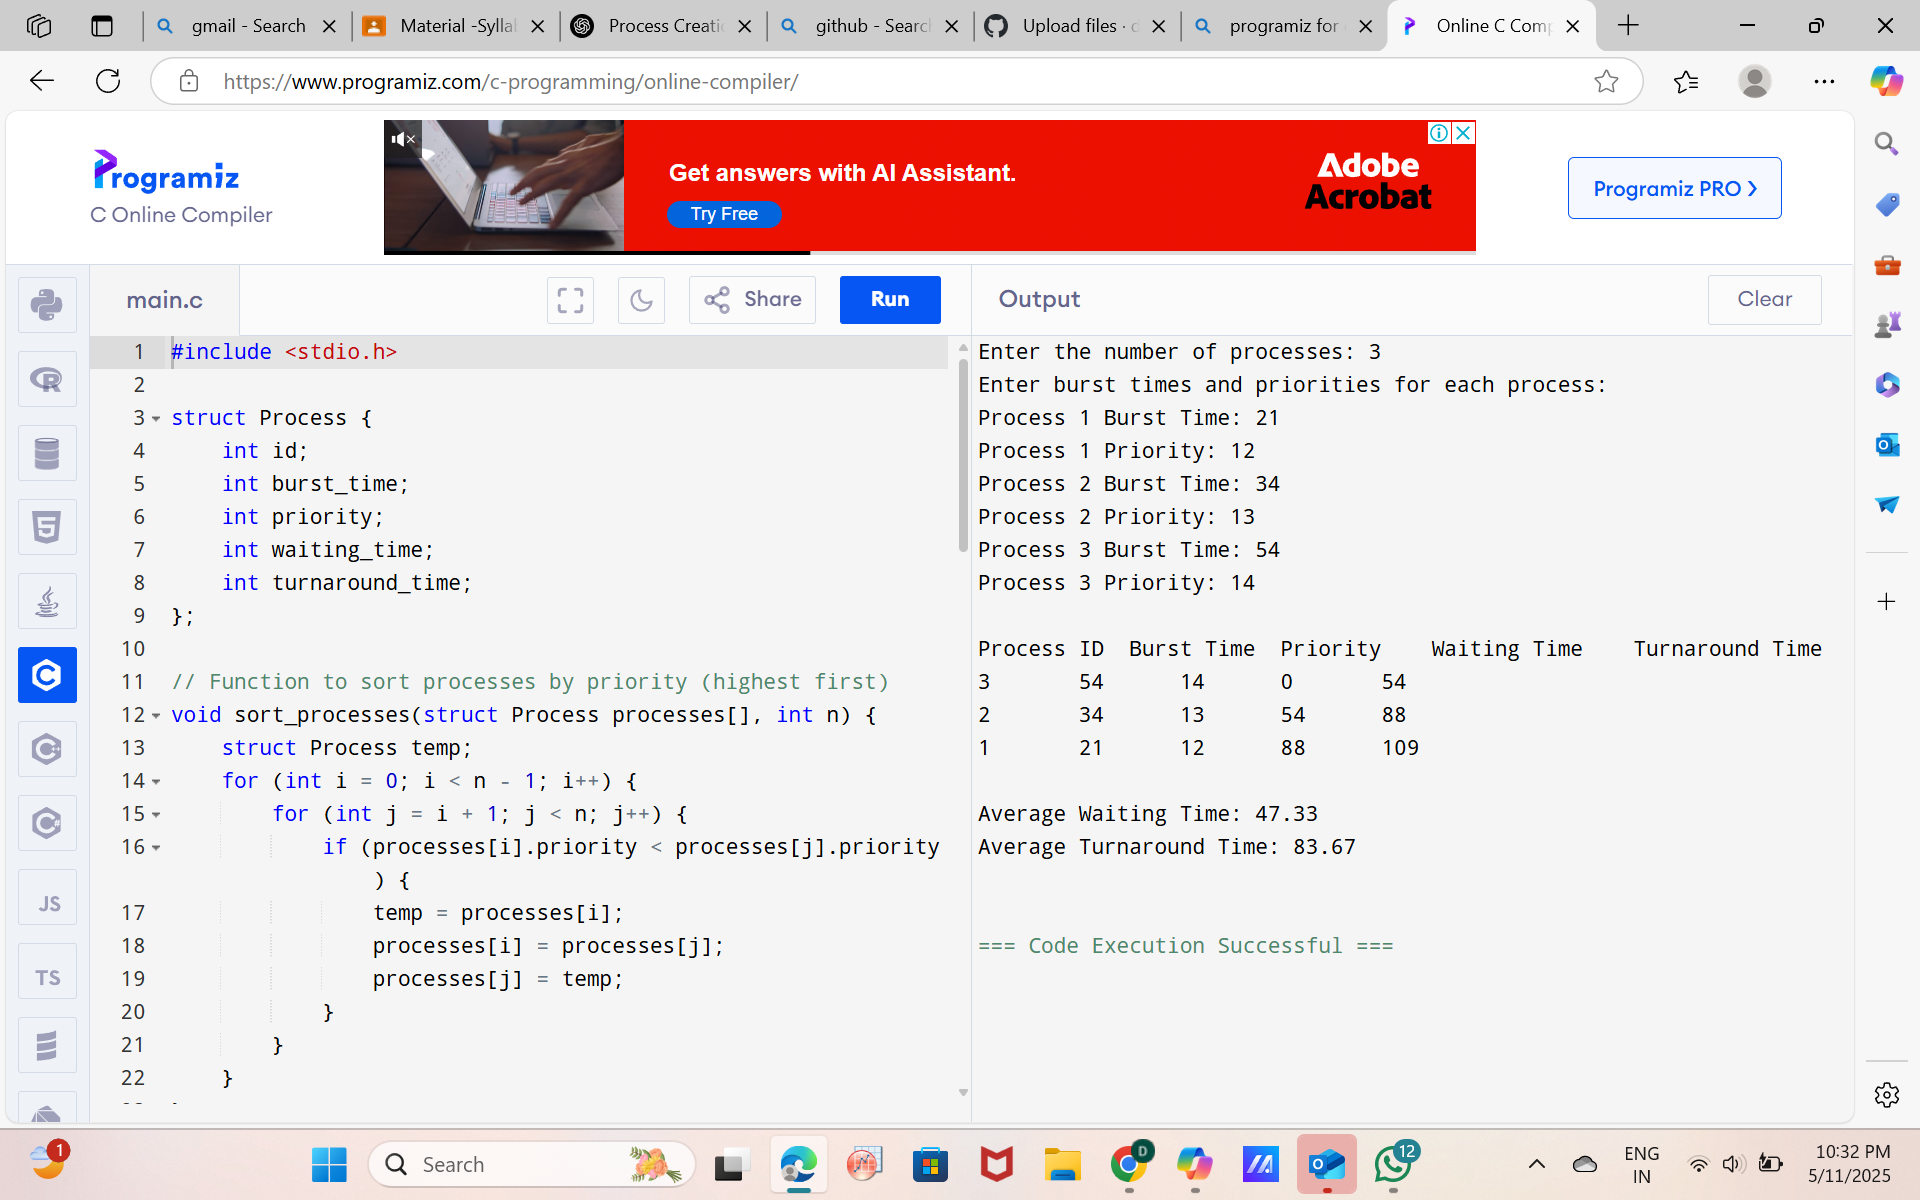 gmail - Search
Material -Syllal
Process Creatic
github - Search
Upload files · d
programiz for
Online C Comp
https://www.programiz.com/c-programming/online-compiler/
Programiz
C Online Compiler
Get answers with AI Assistant.
Try Free
Adobe
Acrobat
Programiz PRO ›
main.c
Share
Run
Output
Clear
1 #include <stdio.h>
2
3 struct Process {
4     int id;
5     int burst_time;
6     int priority;
7     int waiting_time;
8     int turnaround_time;
9 };
10
11 // Function to sort processes by priority (highest first)
12 void sort_processes(struct Process processes[], int n) {
13     struct Process temp;
14     for (int i = 0; i < n - 1; i++) {
15         for (int j = i + 1; j < n; j++) {
16             if (processes[i].priority < processes[j].priority
) {
17                 temp = processes[i];
18                 processes[i] = processes[j];
19                 processes[j] = temp;
20             }
21         }
22     }
Enter the number of processes: 3
Enter burst times and priorities for each process:
Process 1 Burst Time: 21
Process 1 Priority: 12
Process 2 Burst Time: 34
Process 2 Priority: 13
Process 3 Burst Time: 54
Process 3 Priority: 14
Process ID  Burst Time  Priority    Waiting Time    Turnaround Time
3       54      14      0       54
2       34      13      54      88
1       21      12      88      109
Average Waiting Time: 47.33
Average Turnaround Time: 83.67
=== Code Execution Successful ===
JS
TS
1
Search
D
12
ENG
IN
10:32 PM
5/11/2025